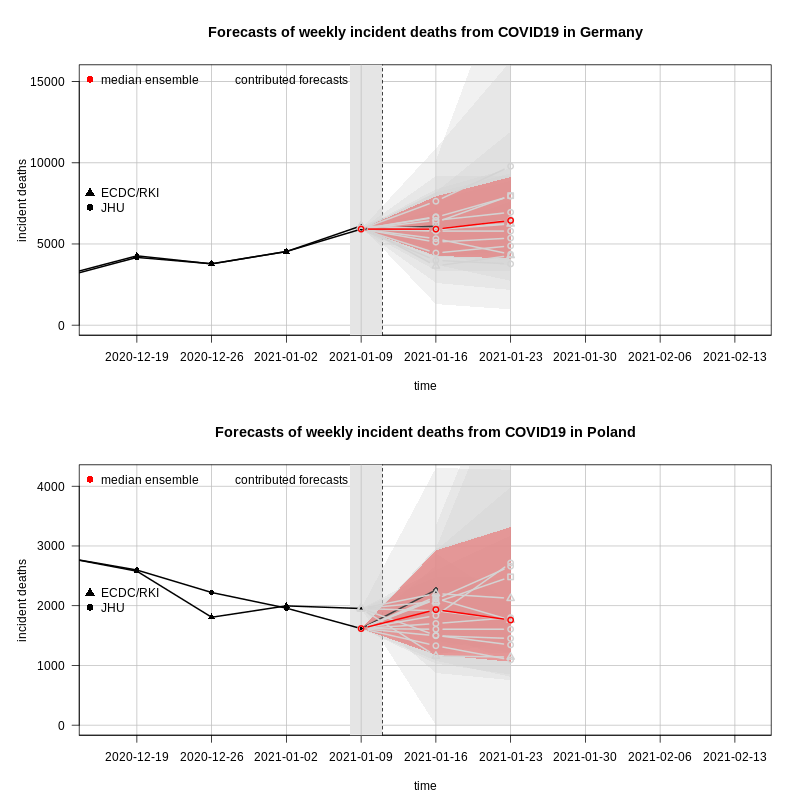 Forecasts of weekly incident deaths from COVID19 in Germany
median ensemble contributed forecasts
ECDC/RKI
JHU
incident deaths
15000
10000
5000
0
2020-12-19 2020-12-26 2021-01-02 2021-01-09 2021-01-16 2021-01-23 2021-01-30 2021-02-06 2021-02-13
time
Forecasts of weekly incident deaths from COVID19 in Poland
median ensemble contributed forecasts
ECDC/RKI
JHU
incident deaths
4000
3000
2000
1000
0
2020-12-19 2020-12-26 2021-01-02 2021-01-09 2021-01-16 2021-01-23 2021-01-30 2021-02-06 2021-02-13
time